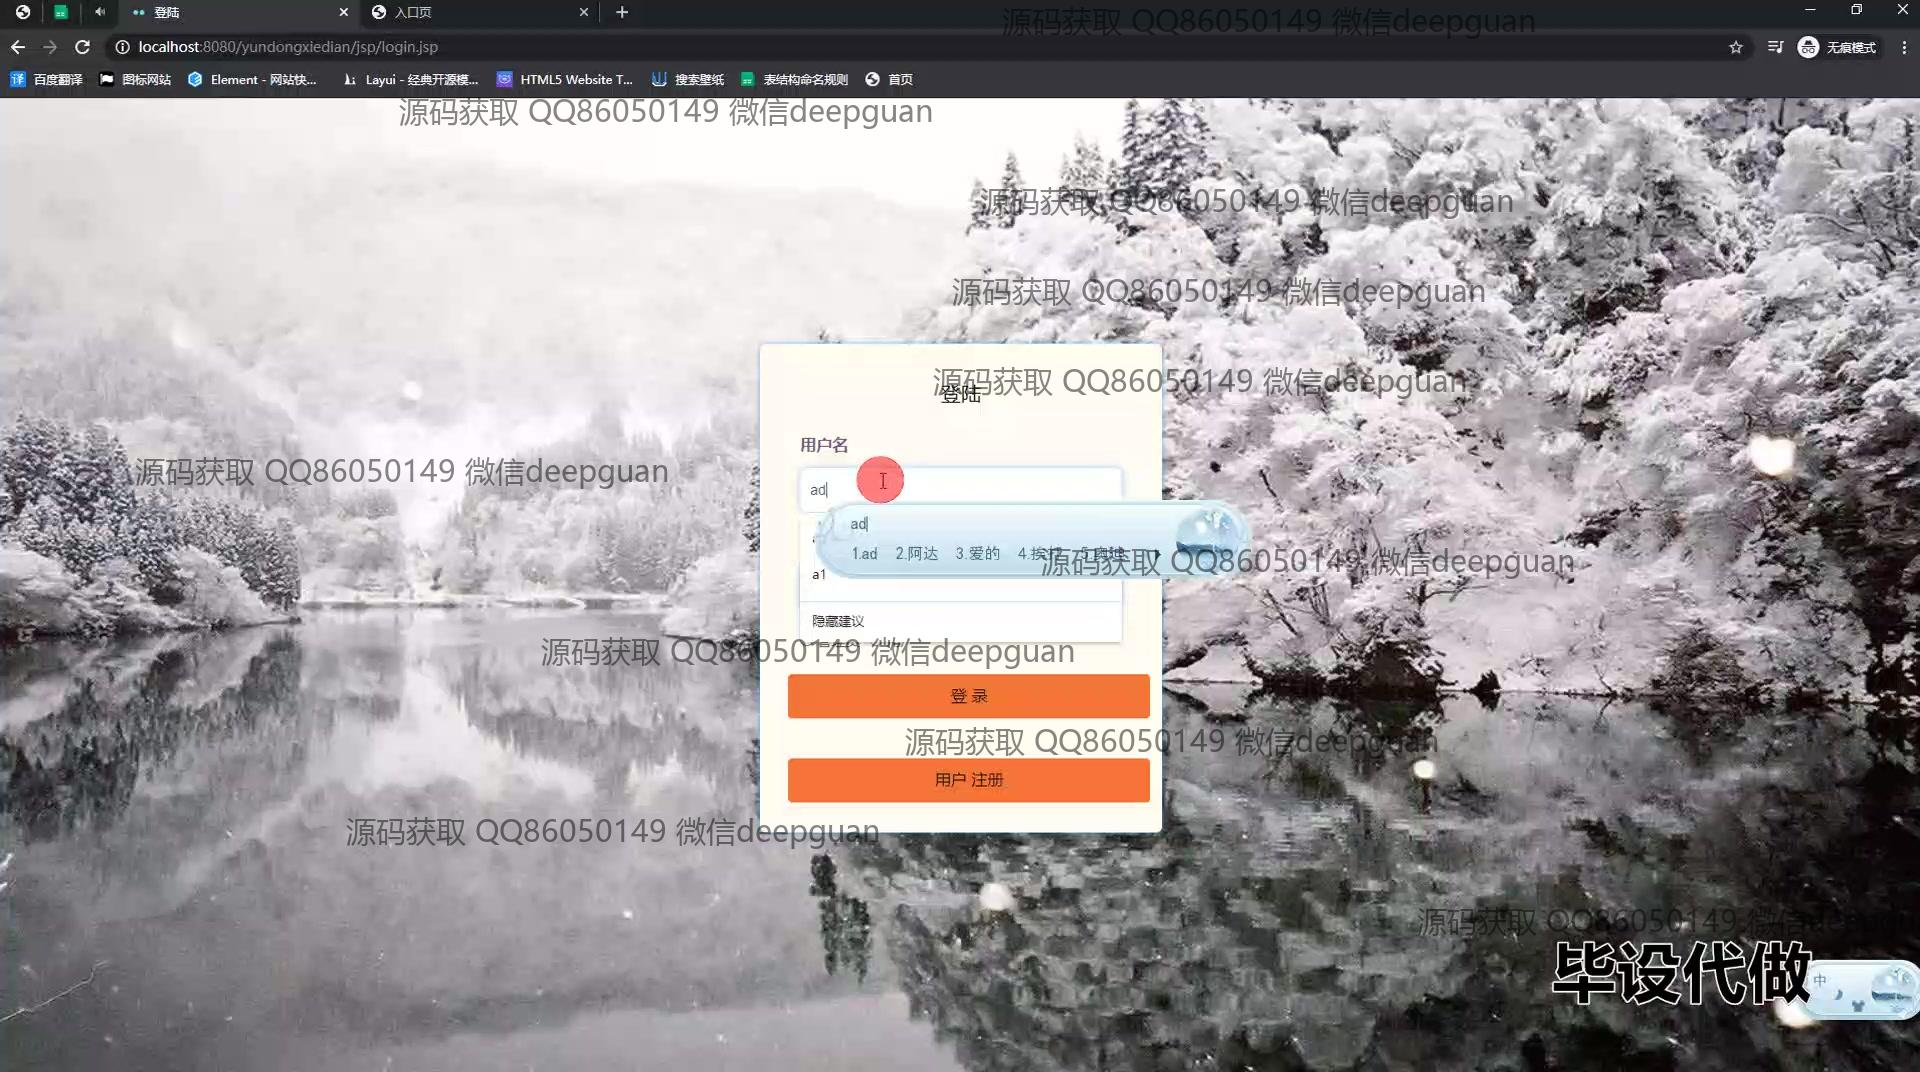 登陆
入口页
源码获取 QQ86050149 微信deepguan
localhost:8080/yundongxiedian/jsp/login.jsp
无痕模式
百度翻译
图标网站
Element - 网站快...
Layui - 经典开源模...
HTML5 Website T...
搜索壁纸
表结构命名规则
首页
源码获取 QQ86050149 微信deepguan
源码获取 QQ86050149 微信deepguan
源码获取 QQ86050149 微信deepguan
源码获取 QQ86050149 微信deepguan
登陆
用户名
源码获取 QQ86050149 微信deepguan
ad
ad
1.ad 2.阿达 3.爱的
源码获取 QQ86050149 微信deepguan
a1
隐藏建议
源码获取 QQ86050149 微信deepguan
登 录
源码获取 QQ86050149 微信deepguan
用户 注册
源码获取 QQ86050149 微信deepguan
源码获取 QQ86050149
毕设代做
中